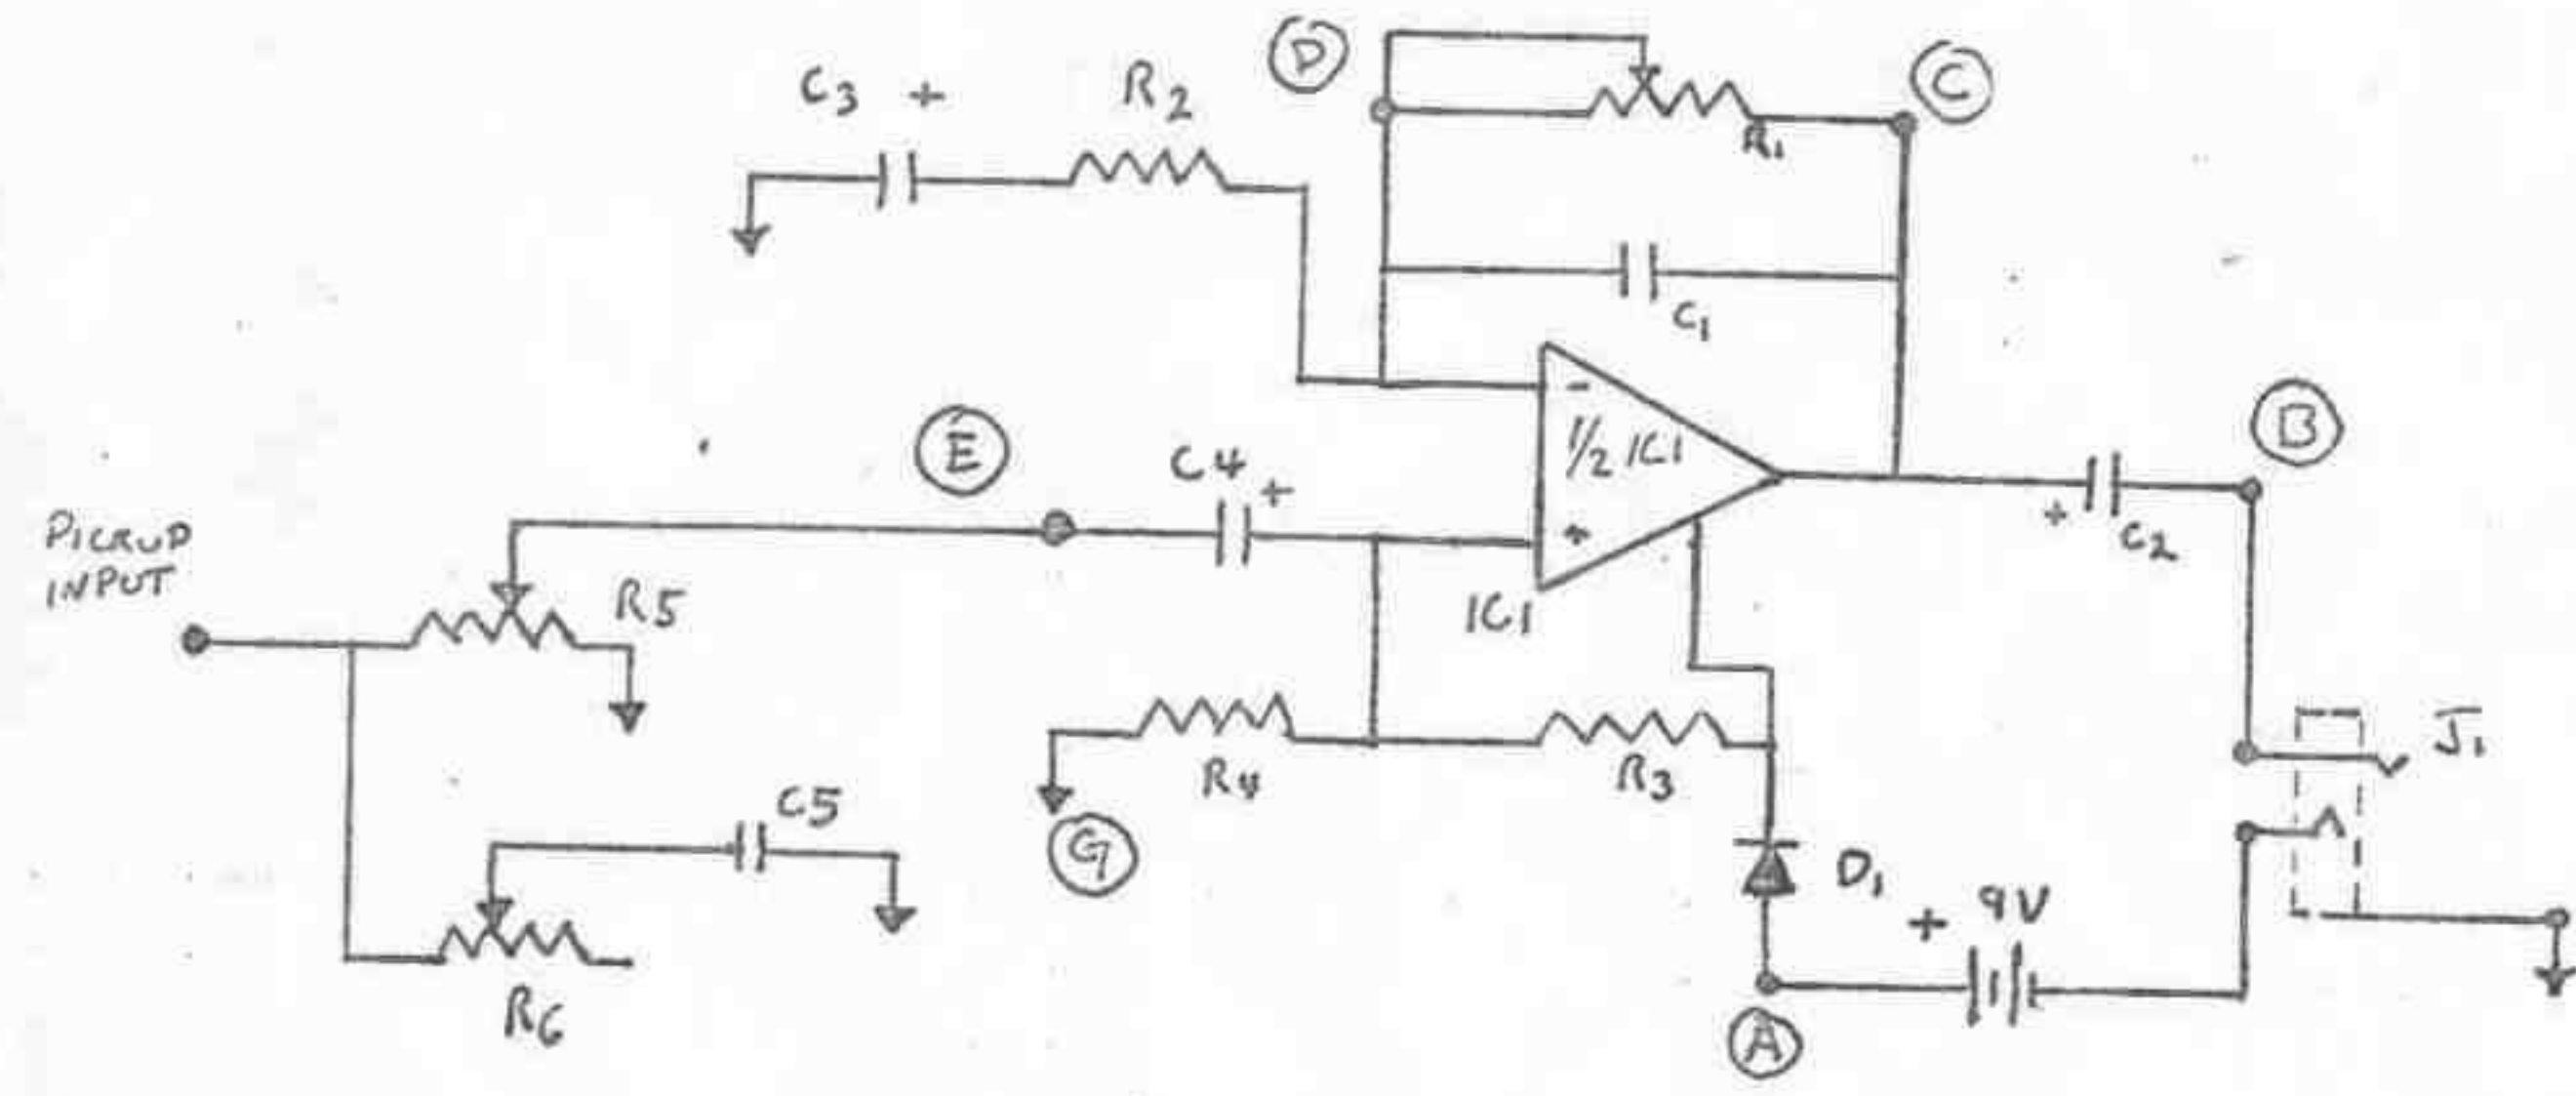 D
C
C3 +
R2
R1
C1
E
C4
+
-
1/2 IC1
+
IC1
B
+
C2
PICKUP
INPUT
R5
R4
R3
J1
G
C5
D1
+ 9V
R6
A